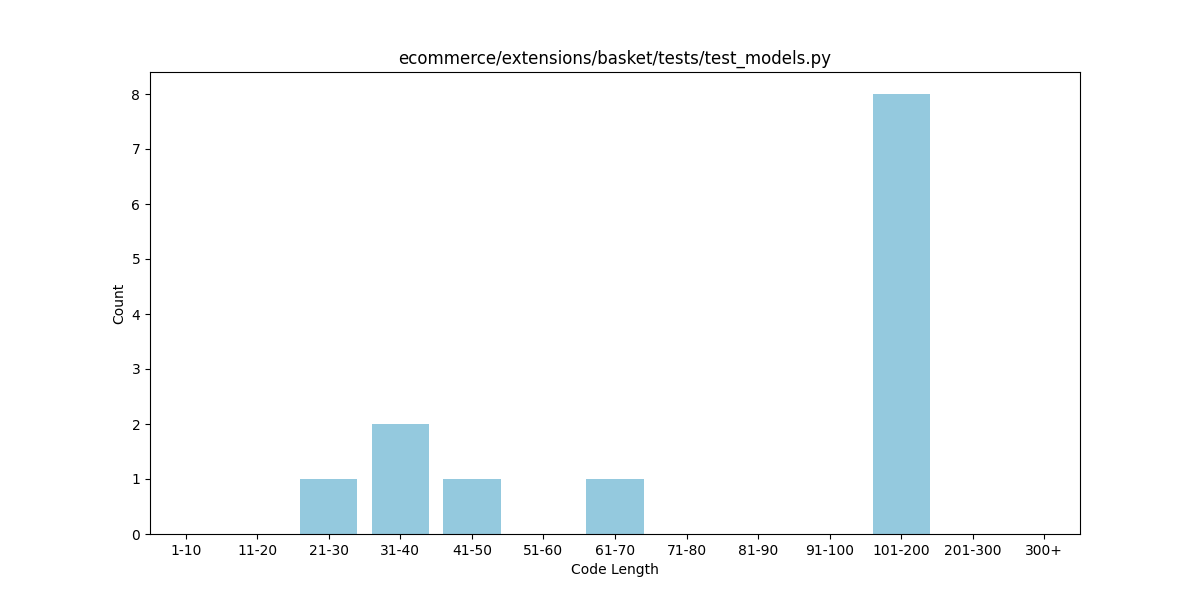 ecommerce/extensions/basket/tests/test_models.py
8
7
6
5
4
3
2
1
0
Count
1-10 11-20 21-30 31-40 41-50 51-60 61-70 71-80 81-90 91-100 101-200 201-300 300+
Code Length